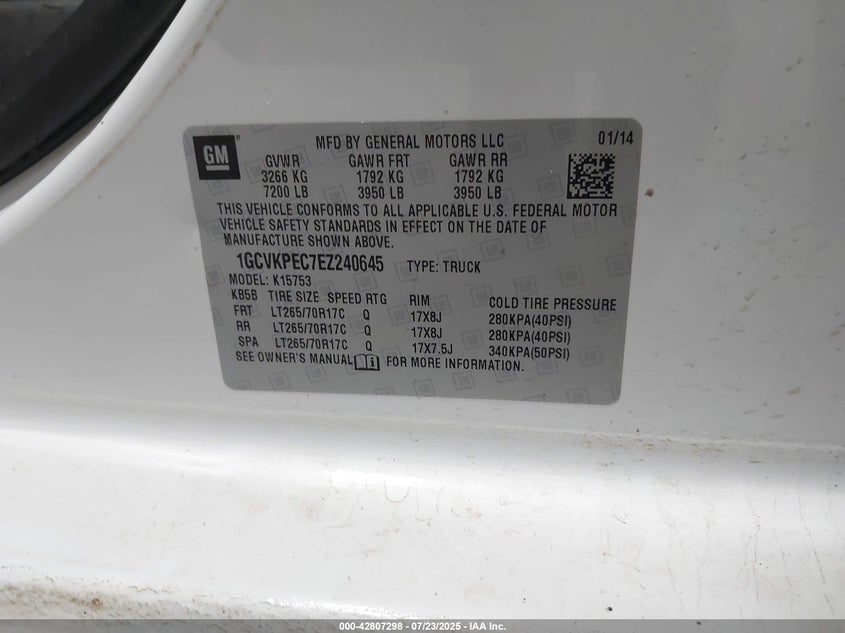 GM
MFD BY GENERAL MOTORS LLC 01/14
GVWR GAWR FRT GAWR RR
3266 KG 1792 KG 1792 KG
7200 LB 3950 LB 3950 LB
THIS VEHICLE CONFORMS TO ALL APPLICABLE U.S. FEDERAL MOTOR
VEHICLE SAFETY STANDARDS IN EFFECT ON THE DATE OF
MANUFACTURE SHOWN ABOVE.
1GCVKPEC7EZ240645 TYPE: TRUCK
MODEL: K15753
KB5B TIRE SIZE SPEED RTG RIM COLD TIRE PRESSURE
FRT LT265/70R17C Q 17X8J 280KPA(40PSI)
RR LT265/70R17C Q 17X8J 280KPA(40PSI)
SPA LT265/70R17C Q 17X7.5J 340KPA(50PSI)
SEE OWNER'S MANUAL FOR MORE INFORMATION.
000-42807298 - 07/23/2025 - IAA Inc.